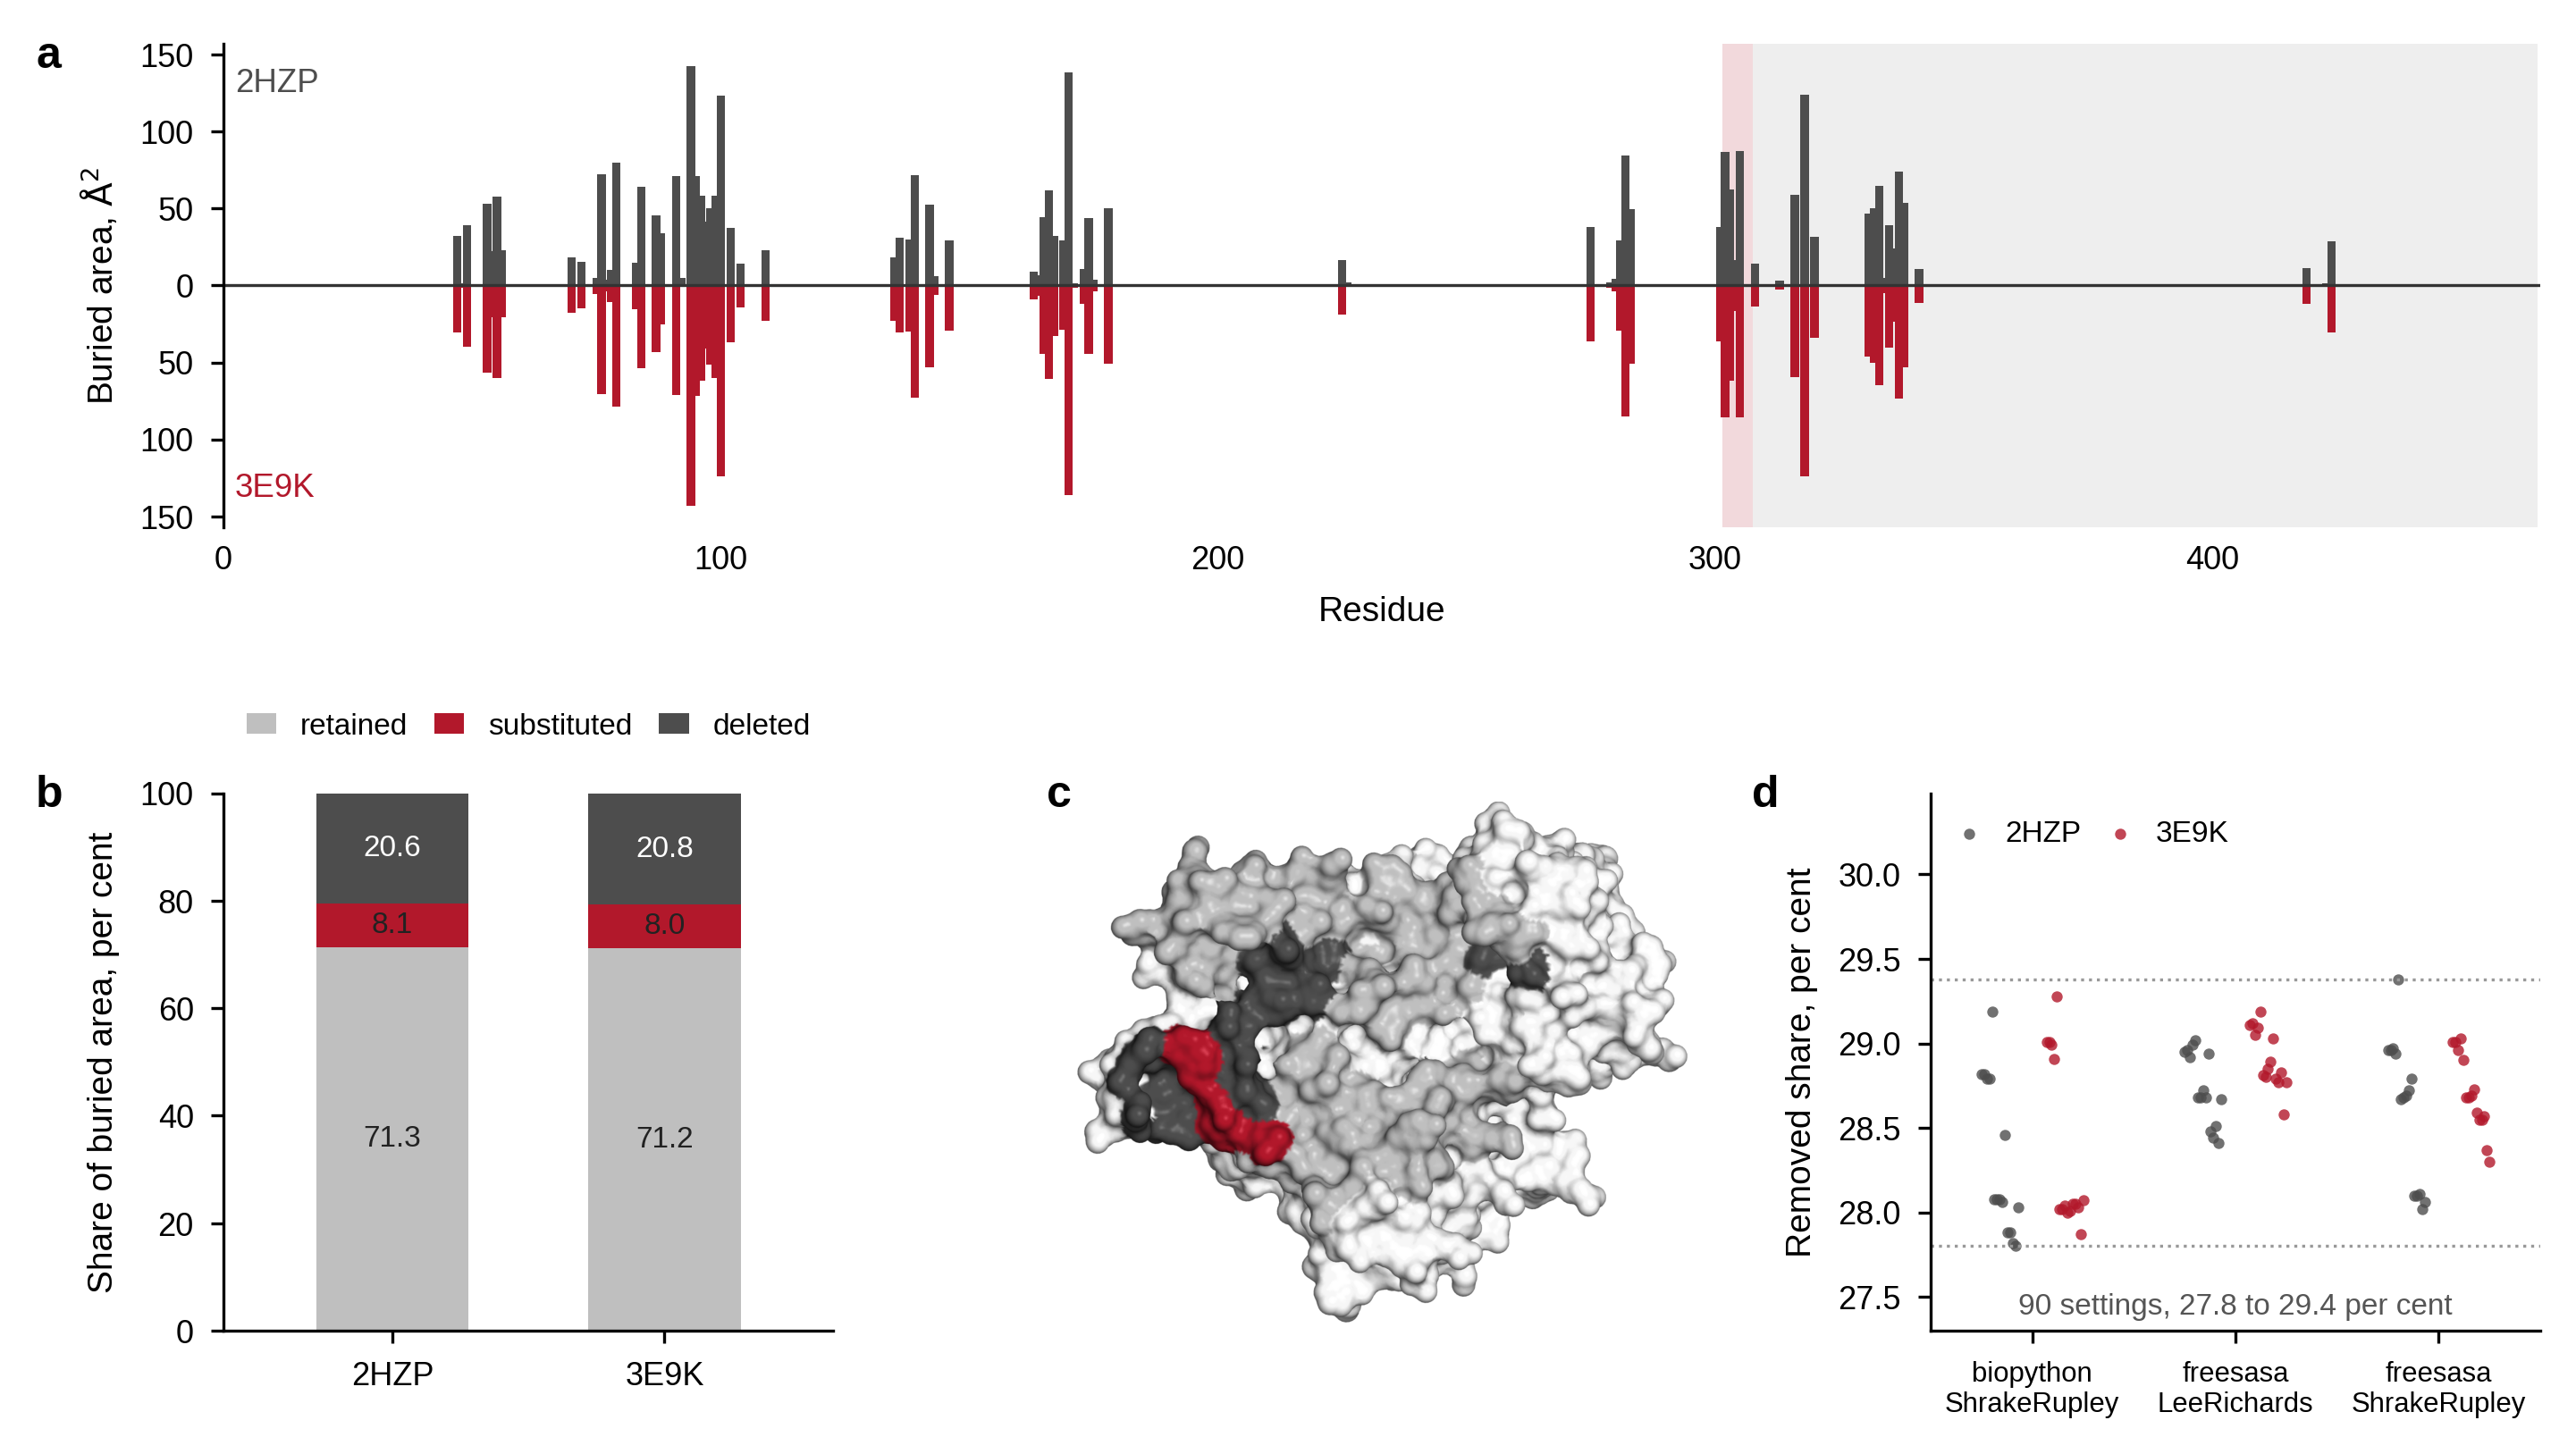 a
2HZP
3E9K
Buried area, Å²
150
100
50
0
50
100
150
0
100
200
300
400
Residue
retained
substituted
deleted
b
Share of buried area, per cent
100
80
60
40
20
0
20.6
8.1
71.3
20.8
8.0
71.2
2HZP
3E9K
c
d
2HZP
3E9K
Removed share, per cent
30.0
29.5
29.0
28.5
28.0
27.5
90 settings, 27.8 to 29.4 per cent
biopython
ShrakeRupley
freesasa
LeeRichards
freesasa
ShrakeRupley